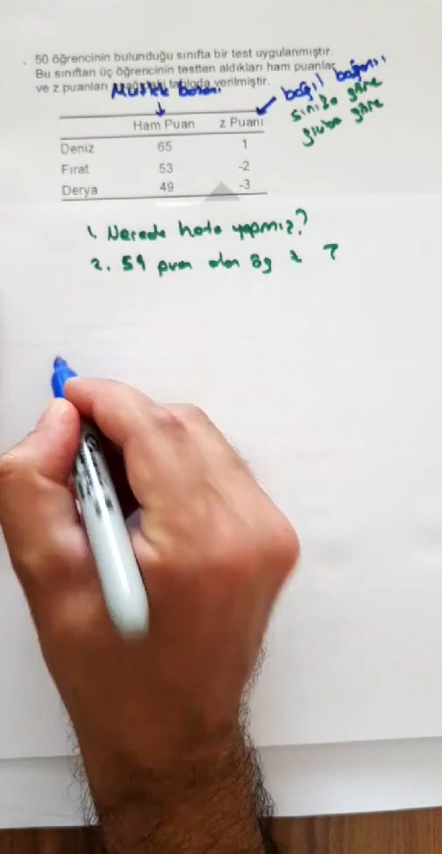 50 öğrencinin bulunduğu sınıfta bir test uygulanmıştır.
Bu sınıftan üç öğrencinin testten aldıkları ham puanlar
ve z puanları aşağıdaki tabloda verilmiştir.
Mutlak
bağıl başarı
sınıfa göre
gruba göre
Ham Puan z Puanı
Deniz 65 1
Fırat 53 -2
Derya 49 -3
1. Nerede hata yapmış?
2. 59 puan alan öğ z ?